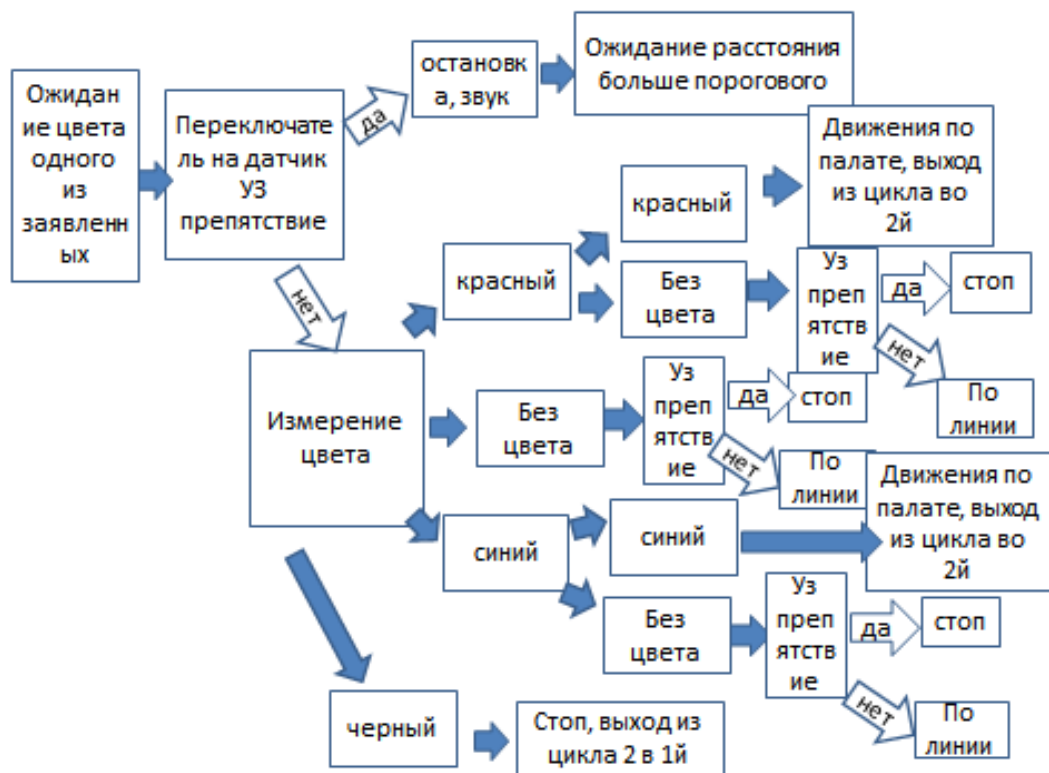 Ожидан
ие цвета
одного
из
заявленн
ых
Переключате
ль на датчик
УЗ
препятствие
да
остановк
а, звук
Ожидание расстояния
больше порогового
нет
Измерение
цвета
красный
красный
Движения по
палате, выход
из цикла во
2й
Без
цвета
Уз
преп
ятств
ие
да
стоп
нет
По
линии
Без
цвета
Уз
преп
ятств
ие
да
стоп
нет
По
линии
синий
синий
Движения по
палате, выход
из цикла во
2й
Без
цвета
Уз
преп
ятств
ие
да
стоп
нет
По
линии
черный
Стоп, выход из
цикла 2 в 1й